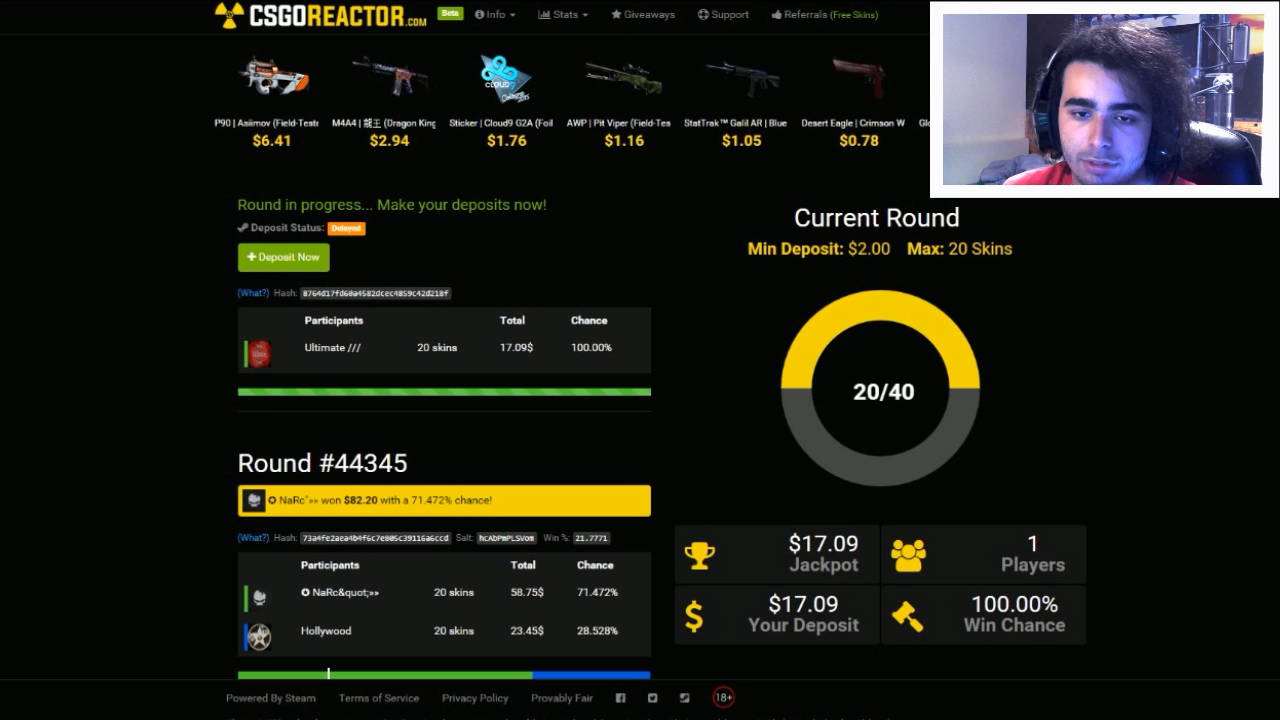 CSGOREACTOR.COM
Beta
Info
Stats
Giveaways
Support
Referrals (Free Skins)
P90 | Asiimov (Field-Teste
M4A4 | 龍王 (Dragon King
Sticker | Cloud9 G2A (Foil
AWP | Pit Viper (Field-Tes
StatTrak™ Galil AR | Blue
Desert Eagle | Crimson W
Glo
$6.41
$2.94
$1.76
$1.16
$1.05
$0.78
Round in progress... Make your deposits now!
Deposit Status: Delayed
+ Deposit Now
(What?) Hash: 8764d17fd60a4582dcec4859c42d218f
Participants Total Chance
Ultimate /// 20 skins 17.09$ 100.00%
Current Round
Min Deposit: $2.00 Max: 20 Skins
20/40
$17.09
Jackpot
1
Players
$17.09
Your Deposit
100.00%
Win Chance
Round #44345
✪ NaRc"»» won $82.20 with a 71.472% chance!
(What?) Hash: 73a4fe2aea4b4f6c7e805c39116a6ccd Salt: hcAbPmPLSVom Win %: 21.7771
Participants Total Chance
✪ NaRc&quot;»» 20 skins 58.75$ 71.472%
Hollywood 20 skins 23.45$ 28.528%
Powered By Steam
Terms of Service
Privacy Policy
Provably Fair
18+